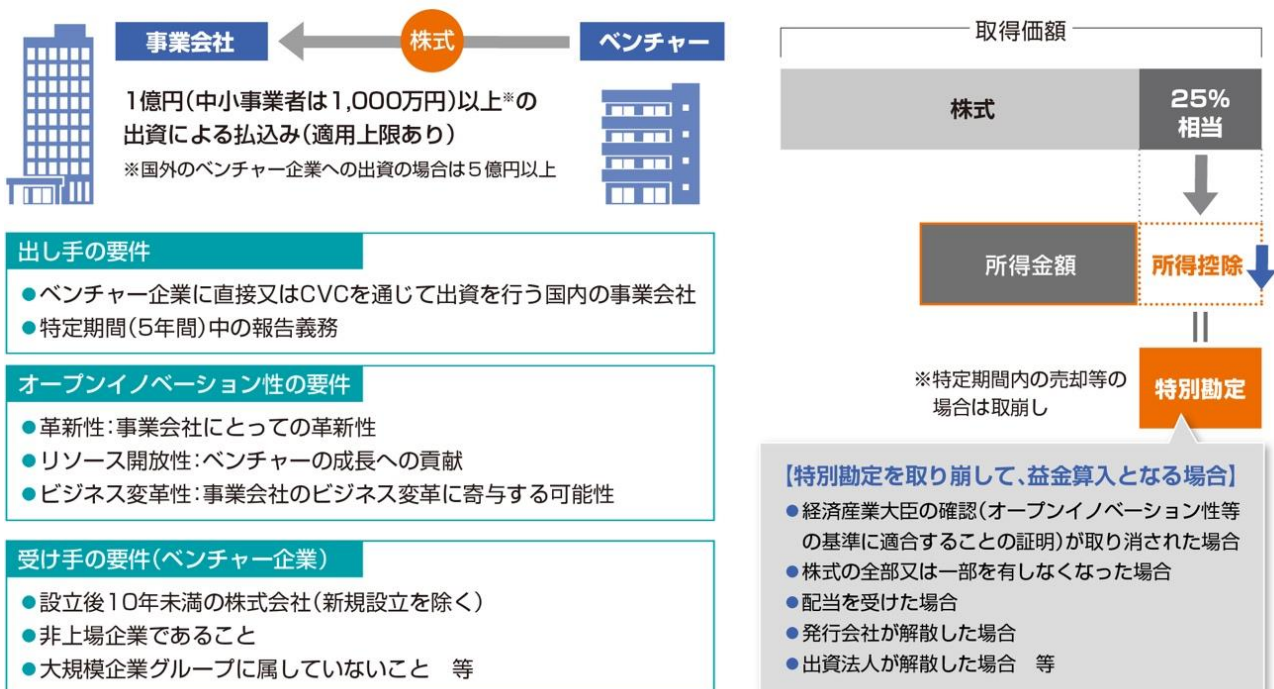 事業会社
株式
ベンチャー
1億円(中小事業者は1,000万円)以上※の
出資による払込み(適用上限あり)
※国外のベンチャー企業への出資の場合は5億円以上
出し手の要件
●ベンチャー企業に直接又はCVCを通じて出資を行う国内の事業会社
●特定期間(5年間)中の報告義務
オープンイノベーション性の要件
●革新性:事業会社にとっての革新性
●リソース開放性:ベンチャーの成長への貢献
●ビジネス変革性:事業会社のビジネス変革に寄与する可能性
受け手の要件(ベンチャー企業)
●設立後10年未満の株式会社(新規設立を除く)
●非上場企業であること
●大規模企業グループに属していないこと 等
取得価額
株式
25%
相当
所得金額
所得控除
※特定期間内の売却等の
場合は取崩し
特別勘定
【特別勘定を取り崩して、益金算入となる場合】
●経済産業大臣の確認(オープンイノベーション性等
の基準に適合することの証明)が取り消された場合
●株式の全部又は一部を有しなくなった場合
●配当を受けた場合
●発行会社が解散した場合
●出資法人が解散した場合 等